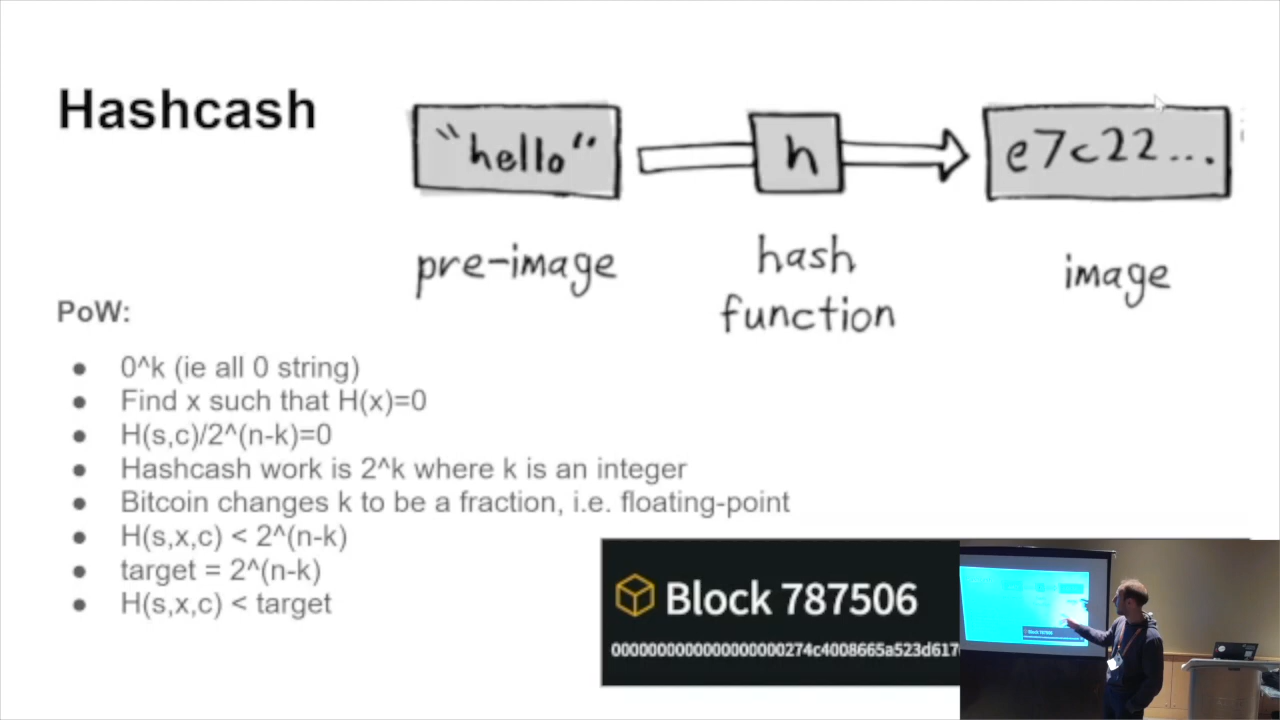 Hashcash
"hello"
h
e7c22...
pre-image
hash
function
image
PoW:
0^k (ie all 0 string)
Find x such that H(x)=0
H(s,c)/2^(n-k)=0
Hashcash work is 2^k where k is an integer
Bitcoin changes k to be a fraction, i.e. floating-point
H(s,x,c) < 2^(n-k)
target = 2^(n-k)
H(s,x,c) < target
Block 787506